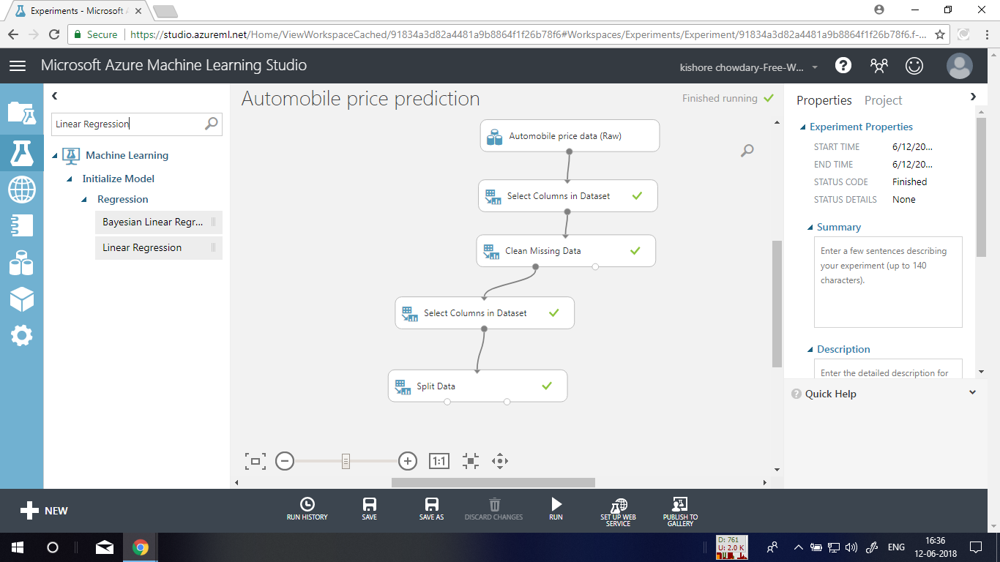 Experiments - Microsoft A
Secure
https://studio.azureml.net/Home/ViewWorkspaceCached/91834a3d82a4481a9b8864f1f26b78f6#Workspaces/Experiments/Experiment/91834a3d82a4481a9b8864f1f26b78f6.f-...
Microsoft Azure Machine Learning Studio
kishore chowdary-Free-W...
?
Linear Regression
Machine Learning
Initialize Model
Regression
Bayesian Linear Regr...
Linear Regression
Automobile price prediction
Finished running
Automobile price data (Raw)
Select Columns in Dataset
Clean Missing Data
Select Columns in Dataset
Split Data
1:1
Properties Project
Experiment Properties
START TIME 6/12/20...
END TIME 6/12/20...
STATUS CODE Finished
STATUS DETAILS None
Summary
Enter a few sentences describing
your experiment (up to 140
characters).
Description
Enter the detailed description for
? Quick Help
NEW
RUN HISTORY
SAVE
SAVE AS
DISCARD CHANGES
RUN
SET UP WEB
SERVICE
PUBLISH TO
GALLERY
D: 761
U: 2.0 K
ENG
16:36
12-06-2018